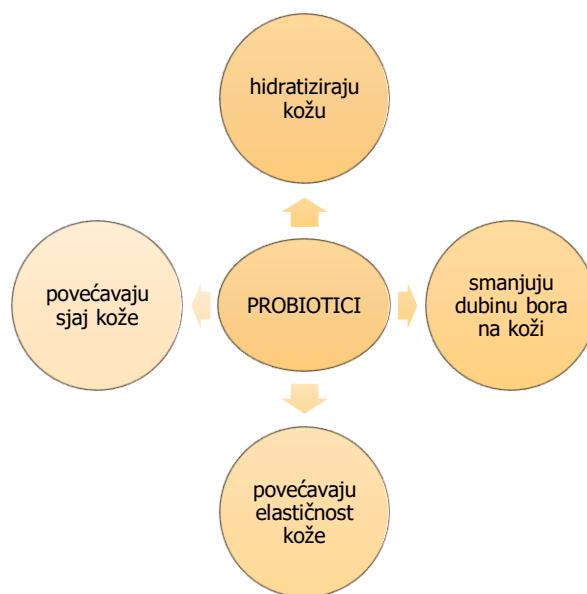 hidratiziraju
kožu
povećavaju
sjaj kože
PROBIOTICI
smanjuju
dubinu bora
na koži
povećavaju
elastičnost
kože